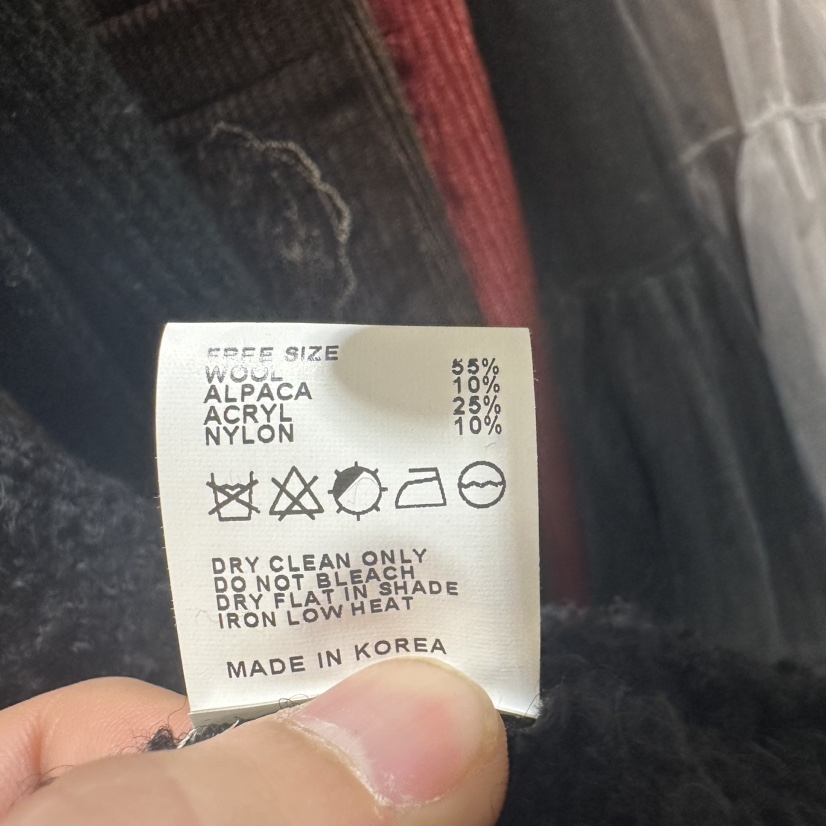 FREE SIZE
WOOL 55%
ALPACA 10%
ACRYL 25%
NYLON 10%
DRY CLEAN ONLY
DO NOT BLEACH
DRY FLAT IN SHADE
IRON LOW HEAT
MADE IN KOREA